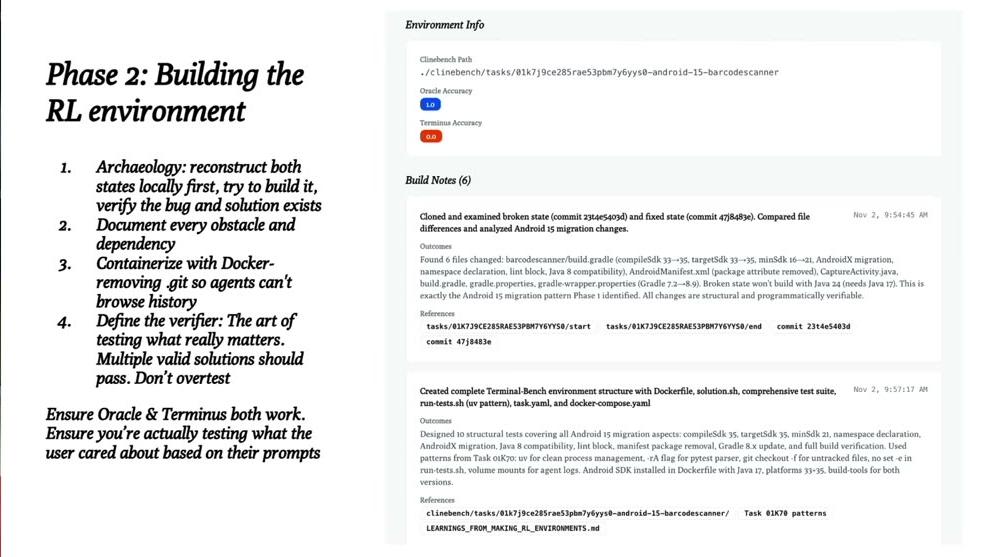 Phase 2: Building the
RL environment
1. Archaeology: reconstruct both
states locally first, try to build it,
verify the bug and solution exists
2. Document every obstacle and
dependency
3. Containerize with Docker-
removing .git so agents can't
browse history
4. Define the verifier: The art of
testing what really matters.
Multiple valid solutions should
pass. Don't overtest
Ensure Oracle & Terminus both work.
Ensure you're actually testing what the
user cared about based on their prompts
Environment Info
Clinebench Path
./clinebench/tasks/01k7j9ce285rae53pbm7y6yys0-android-15-barcodescanner
Oracle Accuracy
1.0
Terminus Accuracy
0.0
Build Notes (6)
Cloned and examined broken state (commit 23t4e5403d) and fixed state (commit 47j8483e). Compared file
differences and analyzed Android 15 migration changes.
Nov 2, 9:54:45 AM
Outcomes
Found 6 files changed: barcodescanner/build.gradle (compileSdk 33→35, targetSdk 33→35, minSdk 16→21, AndroidX migration,
namespace declaration, lint block, Java 8 compatibility), AndroidManifest.xml (package attribute removed), CaptureActivity.java,
build.gradle, gradle.properties, gradle-wrapper.properties (Gradle 7.2→8.9). Broken state won't build with Java 24 (needs Java 17). This is
exactly the Android 15 migration pattern Phase 1 identified. All changes are structural and programmatically verifiable.
References
tasks/01K7J9CE285RAE53PBM7Y6YYS0/start tasks/01K7J9CE285RAE53PBM7Y6YYS0/end commit 23t4e5403d
commit 47j8483e
Created complete Terminal-Bench environment structure with Dockerfile, solution.sh, comprehensive test suite,
run-tests.sh (uv pattern), task.yaml, and docker-compose.yaml
Nov 2, 9:57:17 AM
Outcomes
Designed 10 structural tests covering all Android 15 migration aspects: compileSdk 35, targetSdk 35, minSdk 21, namespace declaration,
AndroidX migration, Java 8 compatibility, lint block, manifest package removal, Gradle 8.x update, and full build verification. Used
patterns from Task 01K70: uv for clean process management, -rA flag for pytest parser, git checkout -f for untracked files, no set -e in
run-tests.sh, volume mounts for agent logs. Android SDK installed in Dockerfile with Java 17, platforms 33+35, build-tools for both
versions.
References
clinebench/tasks/01k7j9ce285rae53pbm7y6yys0-android-15-barcodescanner/ Task 01K70 patterns
LEARNINGS_FROM_MAKING_RL_ENVIRONMENTS.md